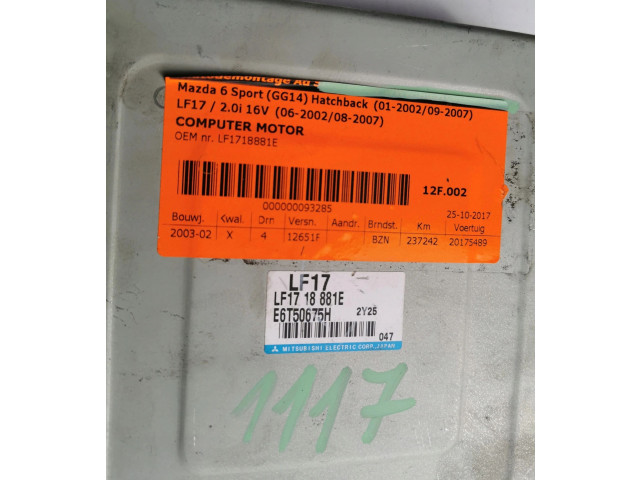 Mazda 6 Sport (GG14) Hatchback (01-2002/09-2007)
LF17 / 2.0i 16V (06-2002/08-2007)
COMPUTER MOTOR
OEM nr. LF1718881E
12F.002
000000093285
25-10-2017
Bouwj. Kwal. Drn Versn. Aandr. Brndst. Km Voertuig
2003-02 X 4 12651F BZN 237242 20175489
/
LF17
LF17 18 881E
E6T50675H 2Y25
047
MITSUBISHI ELECTRIC CORP., JAPAN
1117